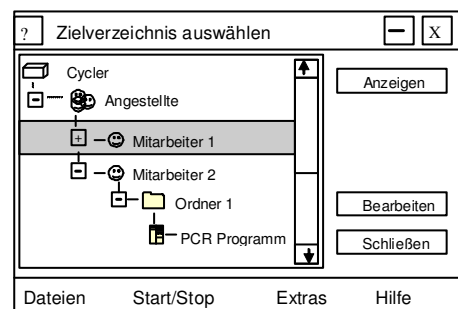 ? Zielverzeichnis auswählen X
Cycler
Anzeigen
Angestellte
Mitarbeiter 1
Mitarbeiter 2
Ordner 1
Bearbeiten
PCR Programm
Schließen
Dateien Start/Stop Extras Hilfe